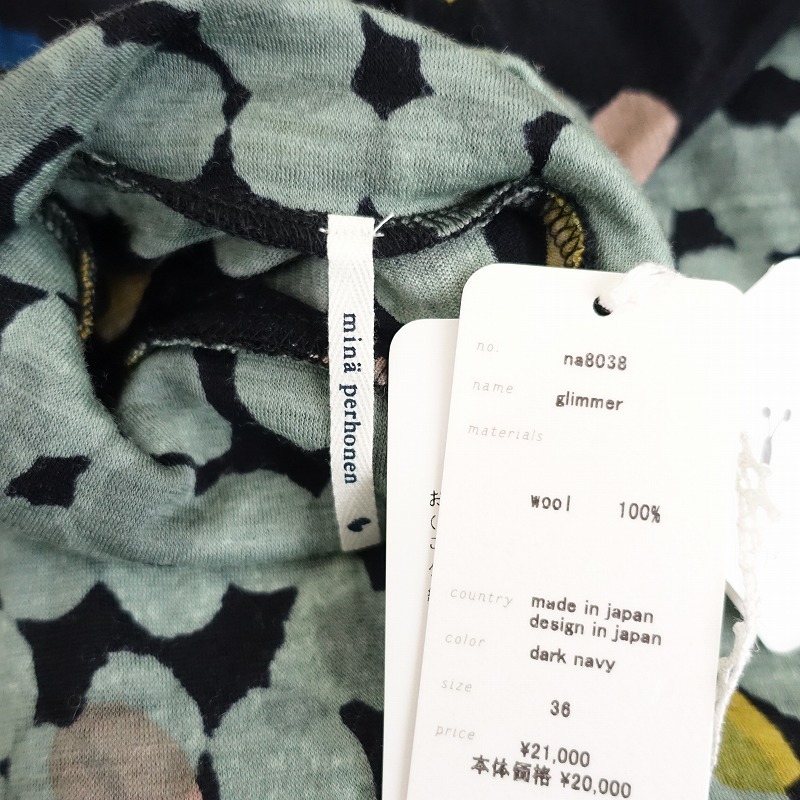 minä perhonen
no. na8038
name glimmer
materials
wool 100%
country made in japan
design in japan
color dark navy
size 36
price ¥21,000
本体価格 ¥20,000